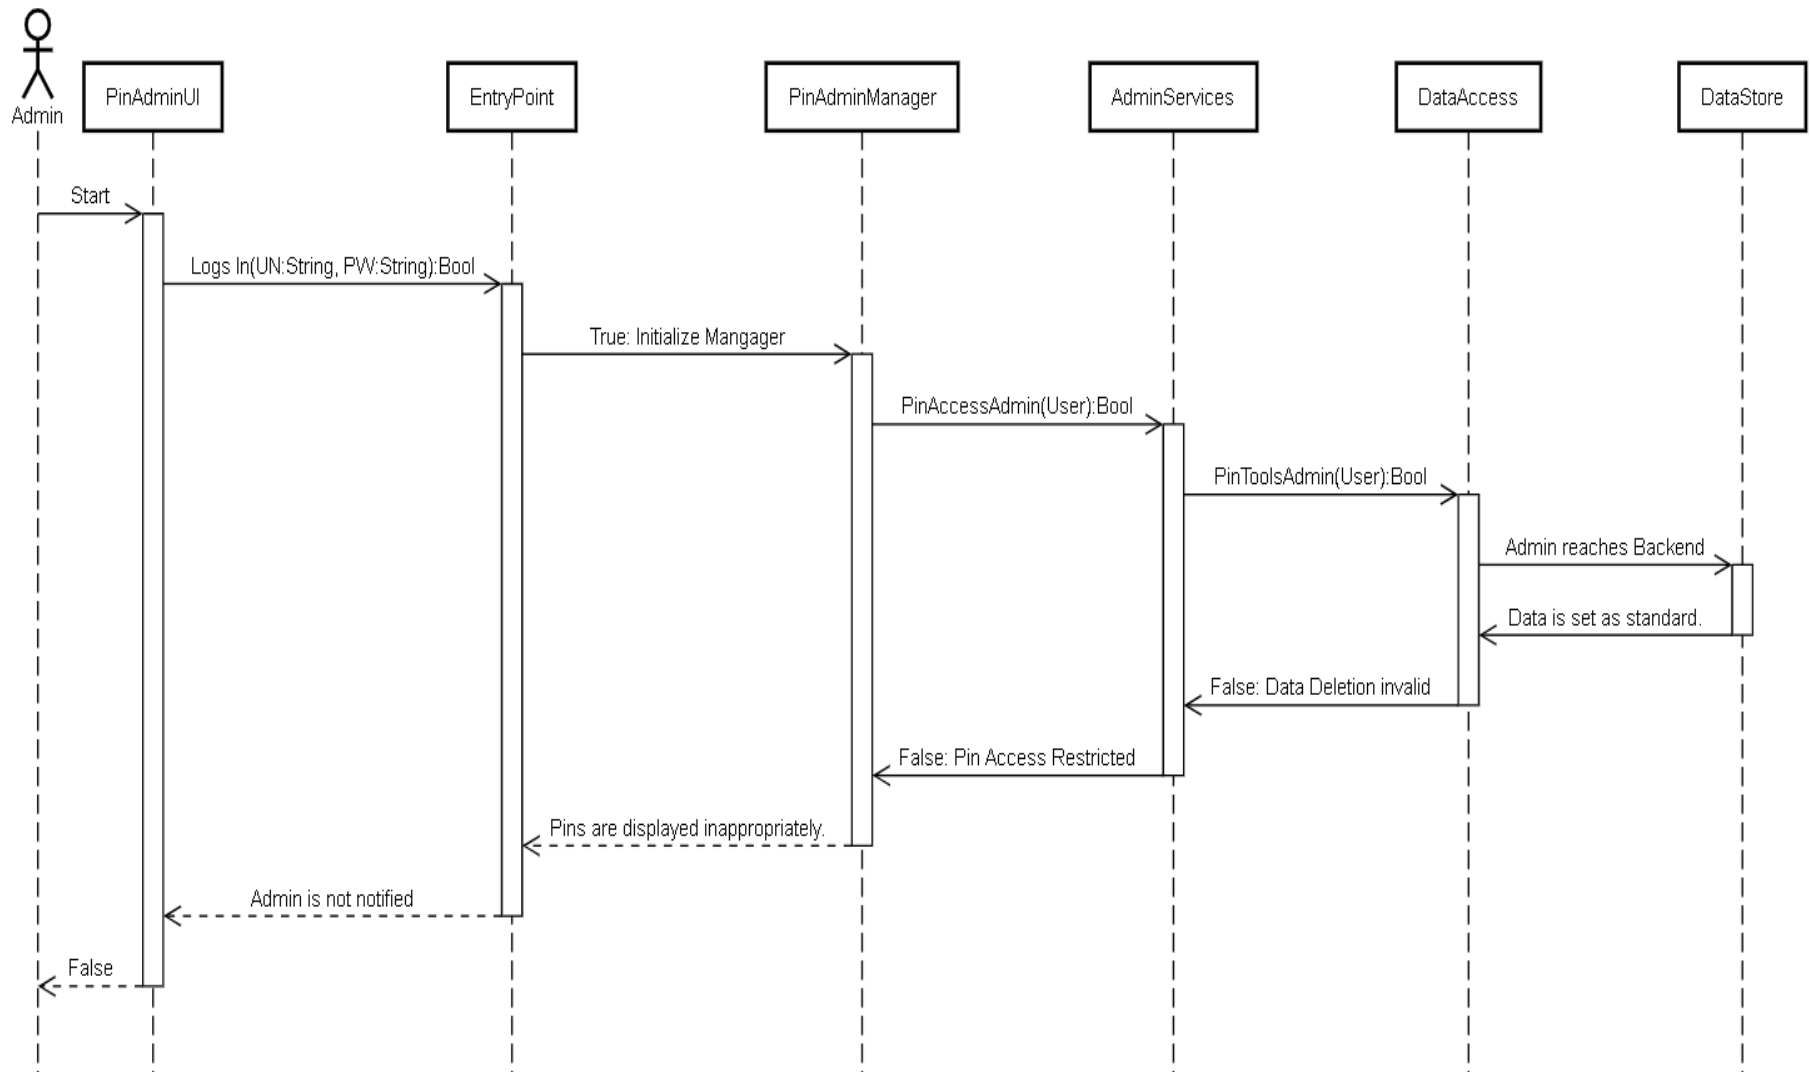 Admin
PinAdminUI
EntryPoint
PinAdminManager
AdminServices
DataAccess
DataStore
Start
Logs In(UN:String, PW:String):Bool
True: Initialize Mangager
PinAccessAdmin(User):Bool
PinToolsAdmin(User):Bool
Admin reaches Backend
Data is set as standard.
False: Data Deletion invalid
False: Pin Access Restricted
Pins are displayed inappropriately.
Admin is not notified
False